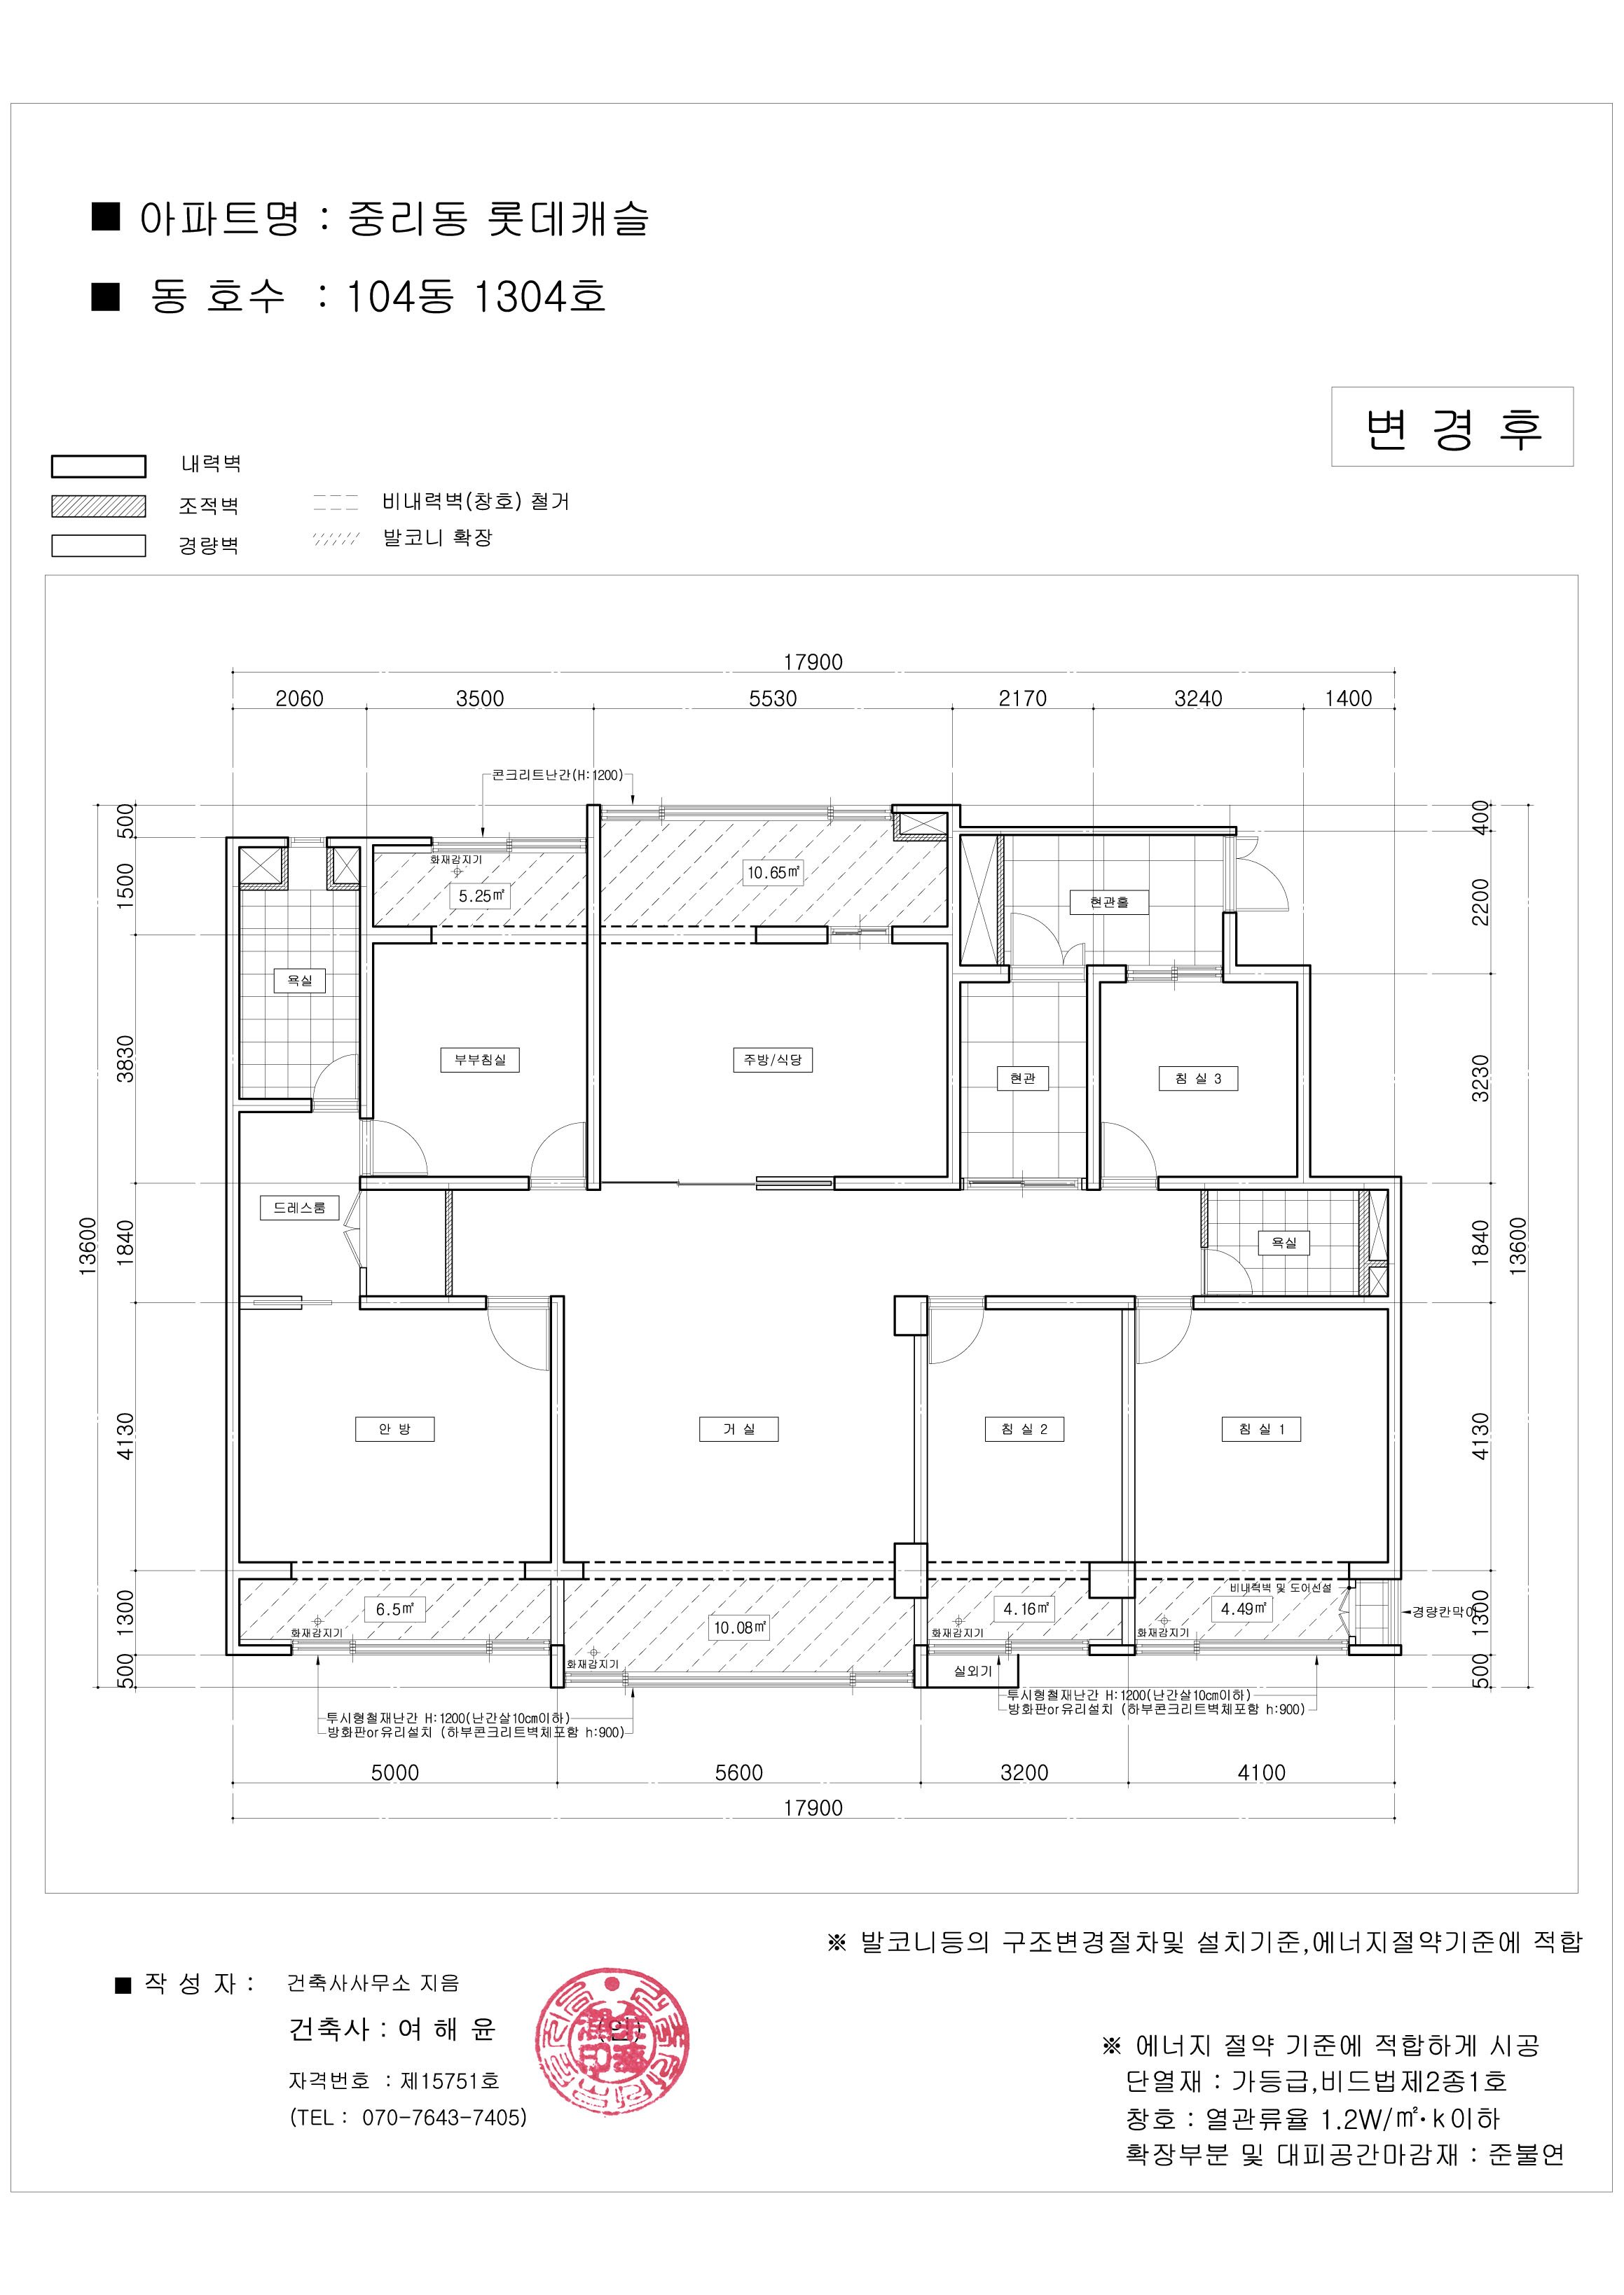 ■ 아파트명 : 중리동 롯데캐슬
■ 동 호수 : 104동 1304호
변 경 후
내력벽
조적벽
경량벽
비내력벽(창호) 철거
발코니 확장
17900
2060 3500 5530 2170 3240 1400
콘크리트난간(H:1200)
500
1500
3830
1840
4130
1300
500
13600
400
2200
3230
1840
4130
1300
500
13600
화재감지기
5.25㎡
10.65㎡
현관홀
욕실
부부침실
주방/식당
현관
침 실 3
드레스룸
욕실
안 방
거 실
침 실 2
침 실 1
비내력벽 및 도어신설
6.5㎡
10.08㎡
4.16㎡
4.49㎡
경량칸막이
화재감지기
화재감지기
화재감지기
화재감지기
실외기
투시형철재난간 H:1200(난간살10㎝이하)
방화판or유리설치 (하부콘크리트벽체포함 h:900)
투시형철재난간 H:1200(난간살10㎝이하)
방화판or유리설치 (하부콘크리트벽체포함 h:900)
5000 5600 3200 4100
17900
※ 발코니등의 구조변경절차및 설치기준,에너지절약기준에 적합
■ 작 성 자 : 건축사사무소 지음
건축사 : 여 해 윤 (인)
자격번호 : 제15751호
(TEL : 070-7643-7405)
※ 에너지 절약 기준에 적합하게 시공
단열재 : 가등급,비드법제2종1호
창호 : 열관류율 1.2W/㎡·k이하
확장부분 및 대피공간마감재 : 준불연